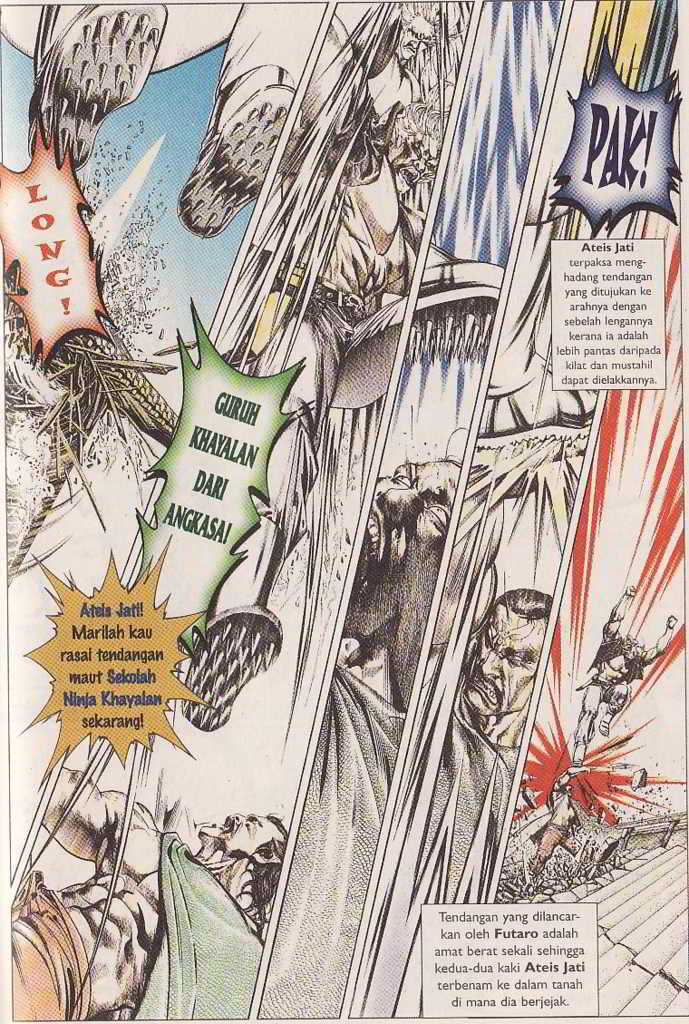 LONG!
GURUH
KHAYALAN
DARI
ANGKASA!
Ateis Jati!
Marilah kau
rasai tendangan
maut Sekolah
Ninja Khayalan
sekarang!
PAK!
Ateis Jati
terpaksa meng-
hadang tendangan
yang ditujukan ke
arahnya dengan
sebelah lengannya
kerana ia adalah
lebih pantas daripada
kilat dan mustahil
dapat dielakkannya.
Tendangan yang dilancar-
kan oleh Futaro adalah
amat berat sekali sehingga
kedua-dua kaki Ateis Jati
terbenam ke dalam tanah
di mana dia berjejak.